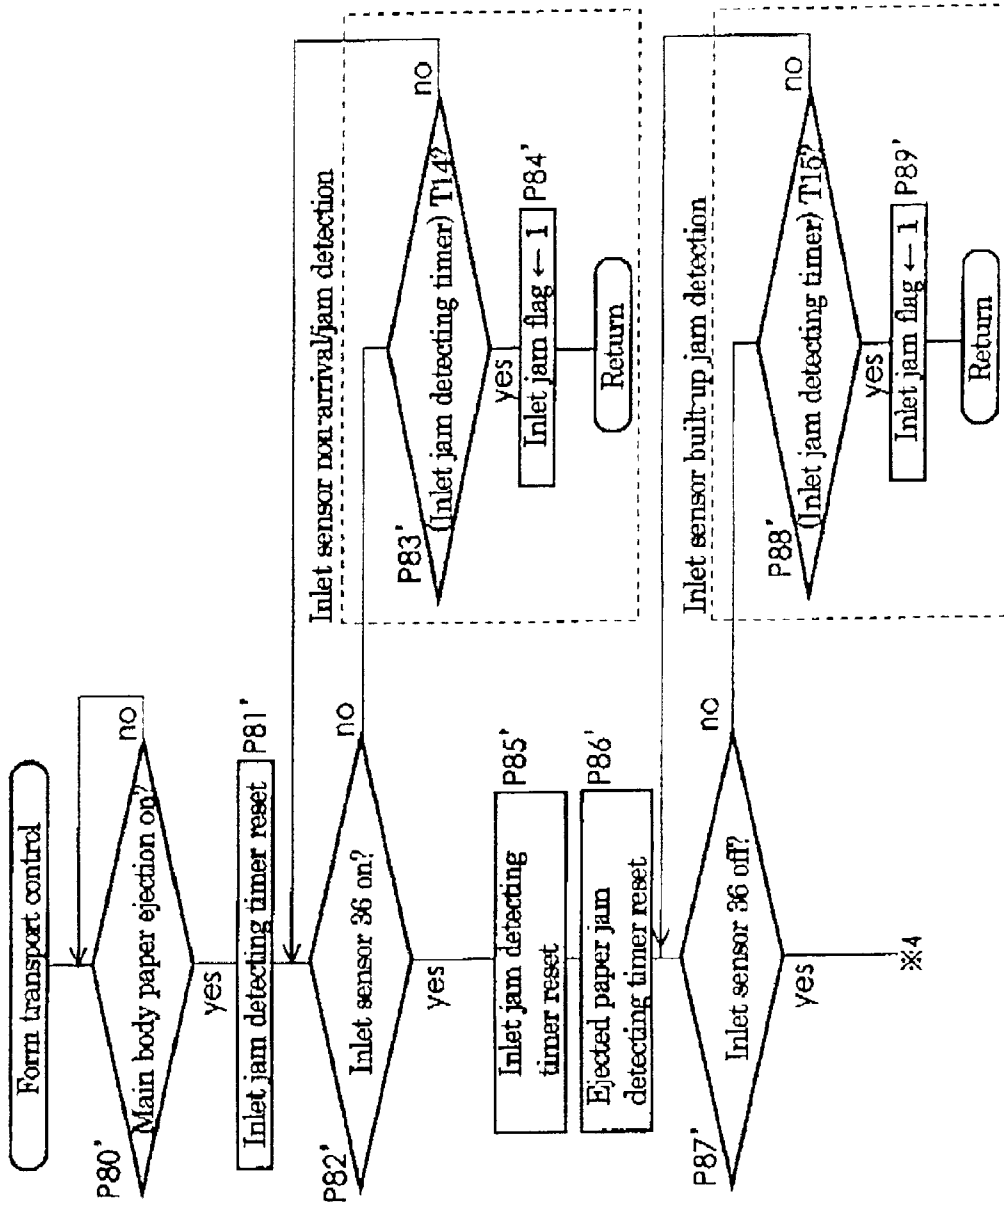 Form transport control
P80'
Main body paper ejection on?
no
yes
Inlet jam detecting timer reset
P81'
P82'
Inlet sensor 36 on?
no
yes
Inlet sensor non-arrival/jam detection
P83'
(Inlet jam detecting timer) T14?
no
yes
Inlet jam flag ← 1
P84'
Return
Inlet jam detecting
timer reset
P85'
Ejected paper jam
detecting timer reset
P86'
P87'
Inlet sensor 36 off?
no
yes
※4
Inlet sensor built-up jam detection
P88'
(Inlet jam detecting timer) T15?
no
yes
Inlet jam flag ← 1
P89'
Return